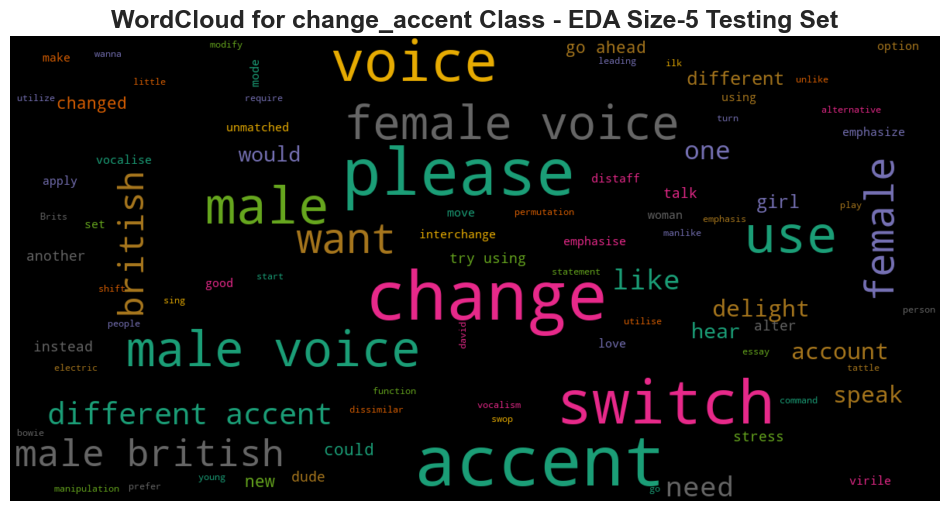 WordCloud for change_accent Class - EDA Size-5 Testing Set
modify
wanna
make
voice
go ahead
option
leading
ilk
mode
little
different
unlike
utilize
changed
require
using
alternative
female voice
turn
unmatched
emphasize
would
one
vocalise
please
apply
distaff
female
british
male
talk
girl
play
Brits
set
move
permutation
woman
emphasis
want
interchange
emphasise
manlike
use
another
try using
statement
good
start
like
shift
sing
change
delight
person
people
utilise
hear
alter
david
love
instead
male voice
essay
account
electric
tattle
function
speak
switch
different accent
dissimilar
vocalism
command
swop
bowie
stress
male british
could
accent
young
new
dude
need
virile
manipulation
prefer
go